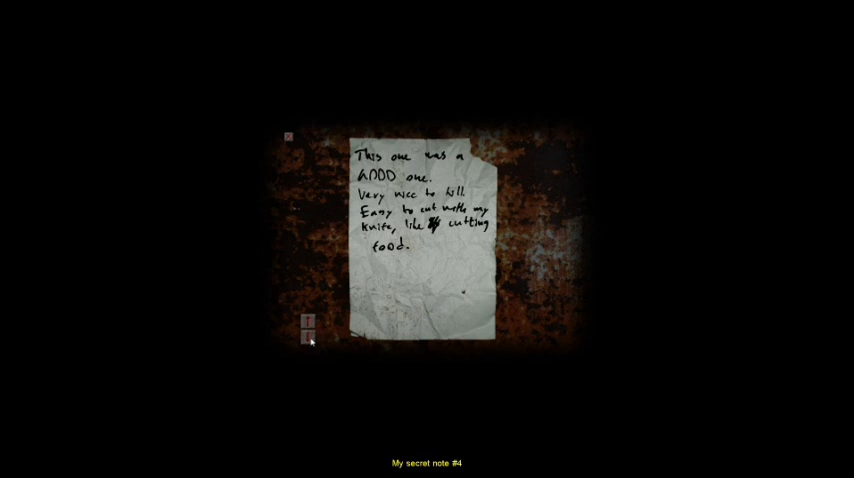 This one was a
GOOD one.
Very nice to kill.
Easy to cut with my
knife, like cutting
food.
My secret note #4